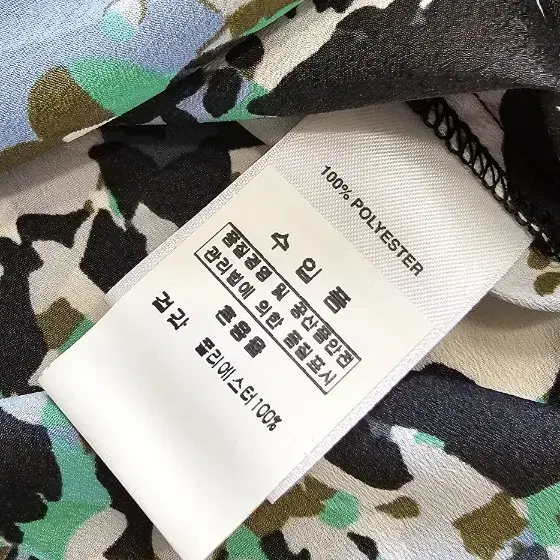 100% POLYESTER
수 입 품
품질경영 및 공산품안전
관리법에 의한 품질표시
혼용율
겉감 폴리에스터100%